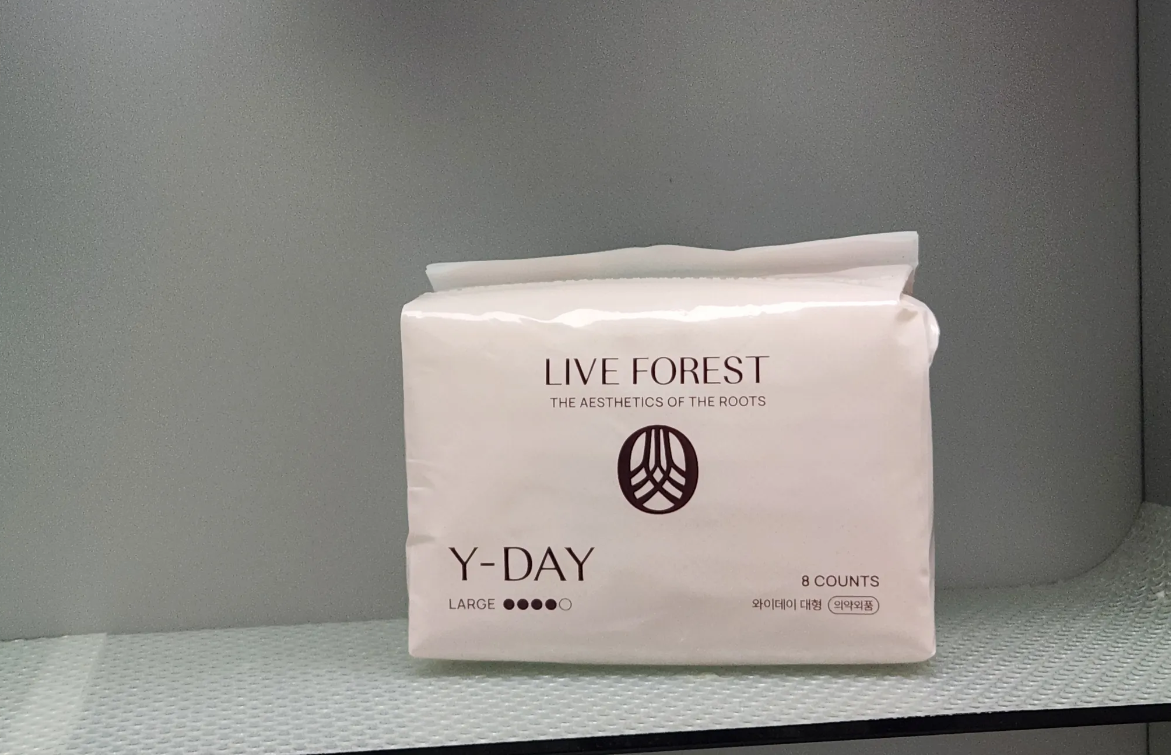 LIVE FOREST
THE AESTHETICS OF THE ROOTS
Y-DAY
8 COUNTS
LARGE
와이데이 대형 의약외품